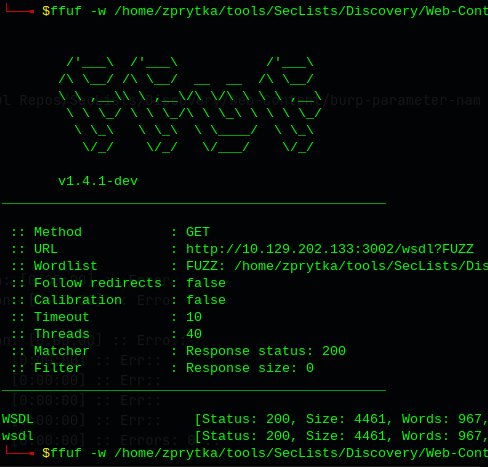 $ffuf -w /home/zprytka/tools/SecLists/Discovery/Web-Cont
v1.4.1-dev
:: Method : GET
:: URL : http://10.129.202.133:3002/wsdl?FUZZ
:: Wordlist : FUZZ: /home/zprytka/tools/SecLists/Dis
:: Follow redirects : false
:: Calibration : false
:: Timeout : 10
:: Threads : 40
:: Matcher : Response status: 200
:: Filter : Response size: 0
WSDL [Status: 200, Size: 4461, Words: 967,
wsdl [Status: 200, Size: 4461, Words: 967,
$ffuf -w /home/zprytka/tools/SecLists/Discovery/Web-Cont